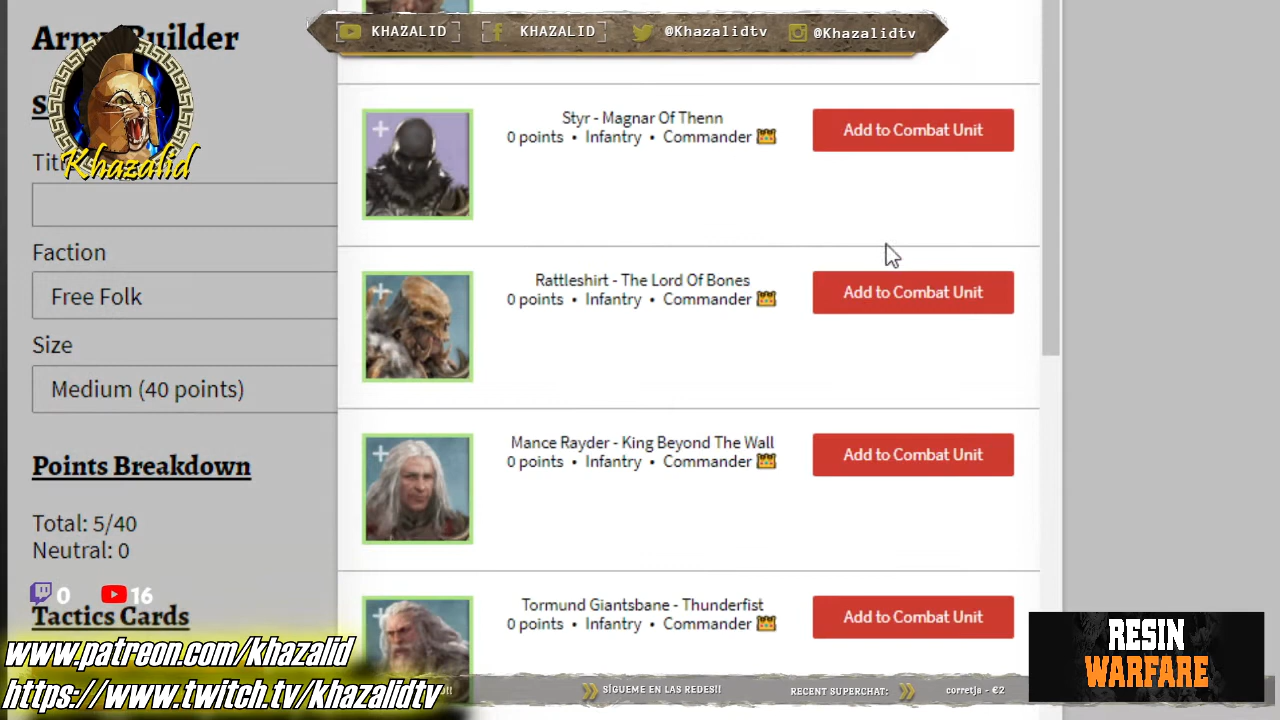 Army Builder
KHAZALID
KHAZALID
@Khazalidtv
@Khazalidtv
Khazalid
Faction
Free Folk
Size
Medium (40 points)
Points Breakdown
Total: 5/40
Neutral: 0
0
16
Tactics Cards
Styr - Magnar Of Thenn
0 points • Infantry • Commander
Add to Combat Unit
Rattleshirt - The Lord Of Bones
0 points • Infantry • Commander
Add to Combat Unit
Mance Rayder - King Beyond The Wall
0 points • Infantry • Commander
Add to Combat Unit
Tormund Giantsbane - Thunderfist
0 points • Infantry • Commander
Add to Combat Unit
www.patreon.com/khazalid
https://www.twitch.tv/khazalidtv
SÍGUEME EN LAS REDES!!
RECENT SUPERCHAT:
corretja - €2
RESIN
WARFARE